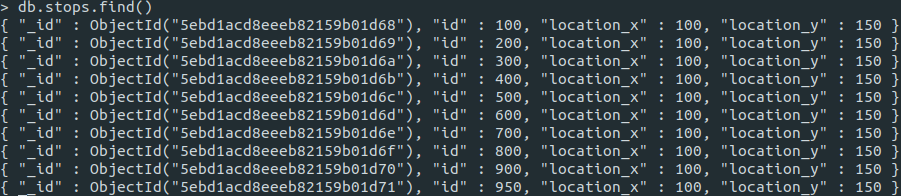 > db.stops.find()
{ "_id" : ObjectId("5ebd1acd8eeeb82159b01d68"), "id" : 100, "location_x" : 100, "location_y" : 150 }
{ "_id" : ObjectId("5ebd1acd8eeeb82159b01d69"), "id" : 200, "location_x" : 100, "location_y" : 150 }
{ "_id" : ObjectId("5ebd1acd8eeeb82159b01d6a"), "id" : 300, "location_x" : 100, "location_y" : 150 }
{ "_id" : ObjectId("5ebd1acd8eeeb82159b01d6b"), "id" : 400, "location_x" : 100, "location_y" : 150 }
{ "_id" : ObjectId("5ebd1acd8eeeb82159b01d6c"), "id" : 500, "location_x" : 100, "location_y" : 150 }
{ "_id" : ObjectId("5ebd1acd8eeeb82159b01d6d"), "id" : 600, "location_x" : 100, "location_y" : 150 }
{ "_id" : ObjectId("5ebd1acd8eeeb82159b01d6e"), "id" : 700, "location_x" : 100, "location_y" : 150 }
{ "_id" : ObjectId("5ebd1acd8eeeb82159b01d6f"), "id" : 800, "location_x" : 100, "location_y" : 150 }
{ "_id" : ObjectId("5ebd1acd8eeeb82159b01d70"), "id" : 900, "location_x" : 100, "location_y" : 150 }
{ "_id" : ObjectId("5ebd1acd8eeeb82159b01d71"), "id" : 950, "location_x" : 100, "location_y" : 150 }